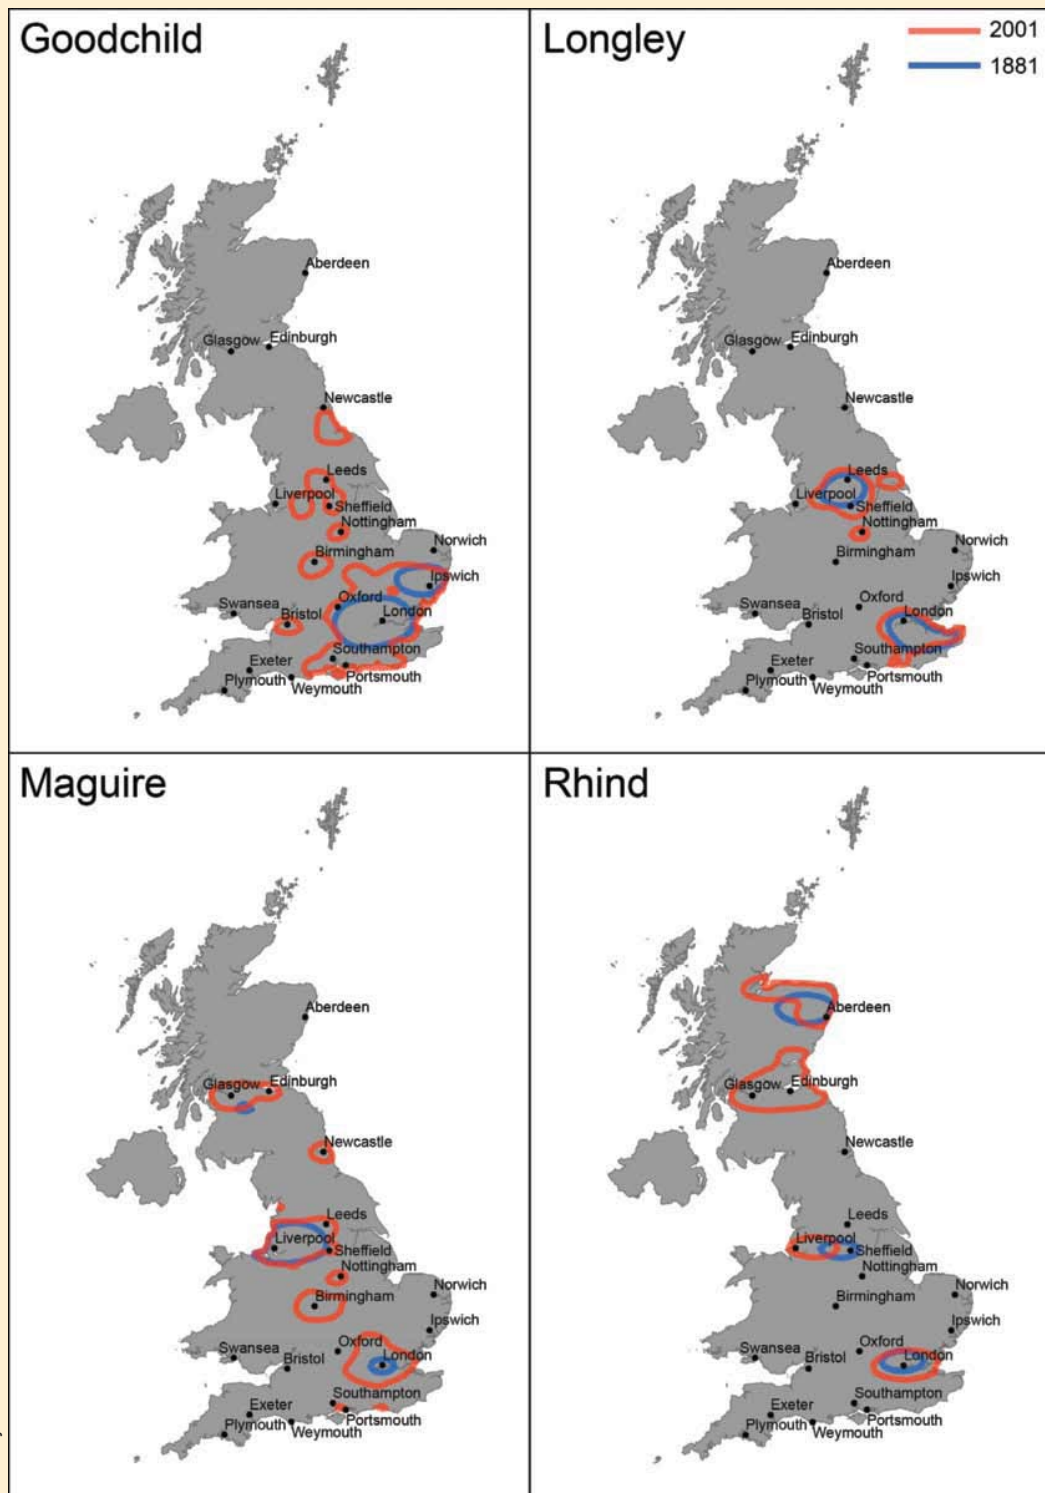 Goodchild
Aberdeen
Glasgow Edinburgh
Newcastle
Leeds
Liverpool
Sheffield
Nottingham
Birmingham
Norwich
Ipswich
Oxford
Swansea
London
Bristol
Southampton
Exeter
Portsmouth
Plymouth
Weymouth
Longley
2001
1881
Aberdeen
Glasgow Edinburgh
Newcastle
Leeds
Liverpool
Sheffield
Nottingham
Birmingham
Norwich
Ipswich
Oxford
Swansea
London
Bristol
Southampton
Exeter
Portsmouth
Plymouth
Weymouth
Maguire
Aberdeen
Glasgow Edinburgh
Newcastle
Leeds
Liverpool
Sheffield
Nottingham
Birmingham
Norwich
Ipswich
Oxford
Swansea
London
Bristol
Southampton
Exeter
Portsmouth
Plymouth
Weymouth
Rhind
Aberdeen
Glasgow Edinburgh
Newcastle
Leeds
Liverpool
Sheffield
Nottingham
Birmingham
Norwich
Ipswich
Oxford
Swansea
London
Bristol
Southampton
Exeter
Portsmouth
Plymouth
Weymouth